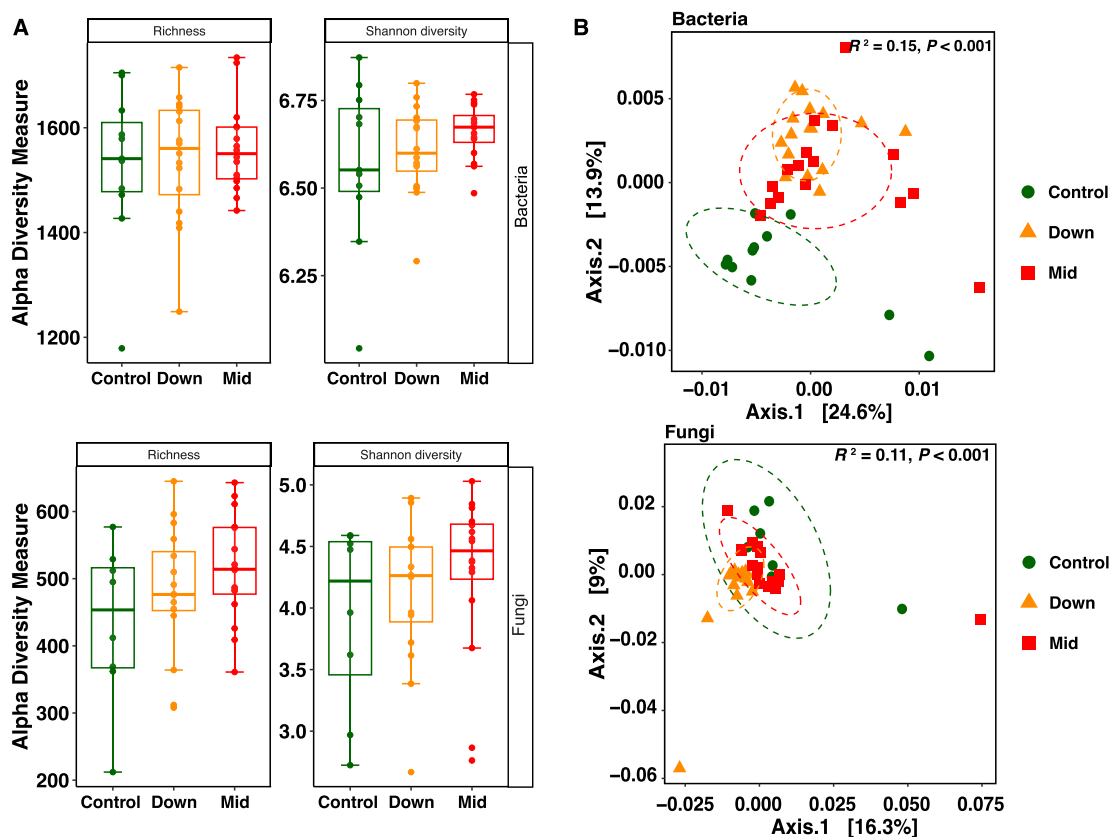 A
Richness
Shannon diversity
Alpha Diversity Measure
1600
1400
1200
6.75
6.50
6.25
Bacteria
Control Down Mid
Control Down Mid
Richness
Shannon diversity
Alpha Diversity Measure
600
500
400
300
200
5.0
4.5
4.0
3.5
3.0
Fungi
Control Down Mid
Control Down Mid
B
Bacteria
R² = 0.15, P < 0.001
Axis.2 [13.9%]
0.005
0.000
−0.005
−0.010
−0.01 0.00 0.01
Axis.1 [24.6%]
Control
Down
Mid
Fungi
R² = 0.11, P < 0.001
Axis.2 [9%]
0.02
0.00
−0.02
−0.04
−0.06
−0.025 0.000 0.025 0.050 0.075
Axis.1 [16.3%]
Control
Down
Mid